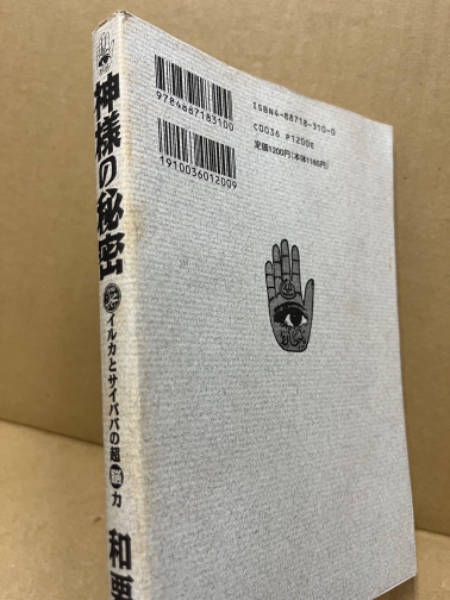 神様の秘密
イルカとサイババの超脳力
和栗
9784887183100
1910036012009
ISBN4-88718-310-0
C0036 P1200E
定価1200円(本体1165円)